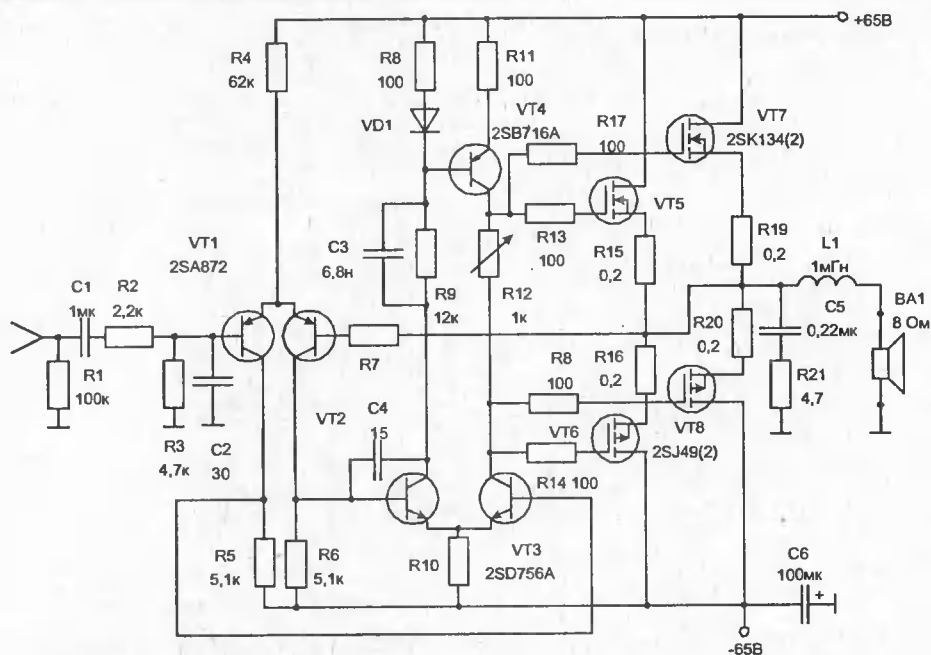 +65В
R4
62к
R8
100
R11
100
VD1
VT4
2SB716A
R17
100
VT7
2SK134(2)
VT5
R13
100
R15
0,2
R19
0,2
L1
1мГн
VT1
2SA872
C3
6,8н
C1
1мк
R2
2,2к
R9
12к
R12
1к
R20
0,2
C5
0,22мк
BA1
8 Ом
R1
100к
R7
R8
100
R16
0,2
R21
4,7
R3
4,7к
C2
30
VT2
C4
15
VT6
VT8
2SJ49(2)
R14 100
R5
5,1к
R6
5,1к
R10
VT3
2SD756A
C6
100мк
+
-65В